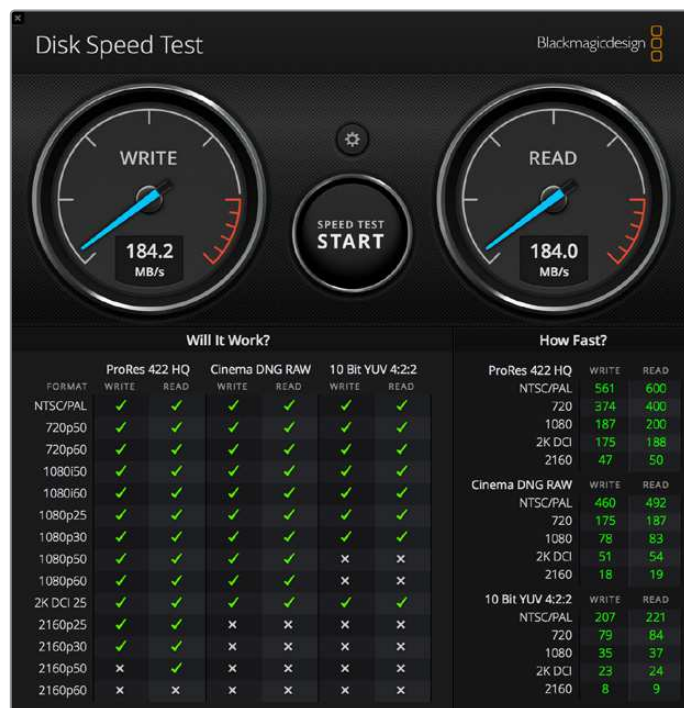 Disk Speed Test
Blackmagicdesign
WRITE
184.2
MB/s
SPEED TEST
START
READ
184.0
MB/s
Will It Work?
ProRes 422 HQ Cinema DNG RAW 10 Bit YUV 4:2:2
FORMAT WRITE READ WRITE READ WRITE READ
NTSC/PAL ✓ ✓ ✓ ✓ ✓ ✓
720p50 ✓ ✓ ✓ ✓ ✓ ✓
720p60 ✓ ✓ ✓ ✓ ✓ ✓
1080i50 ✓ ✓ ✓ ✓ ✓ ✓
1080i60 ✓ ✓ ✓ ✓ ✓ ✓
1080p25 ✓ ✓ ✓ ✓ ✓ ✓
1080p30 ✓ ✓ ✓ ✓ ✓ ✓
1080p50 ✓ ✓ ✓ ✓ × ×
1080p60 ✓ ✓ ✓ ✓ × ×
2K DCI 25 ✓ ✓ ✓ ✓ ✓ ✓
2160p25 ✓ ✓ × × × ×
2160p30 ✓ ✓ × × × ×
2160p50 × ✓ × × × ×
2160p60 × × × × × ×
How Fast?
ProRes 422 HQ WRITE READ
NTSC/PAL 561 600
720 374 400
1080 187 200
2K DCI 175 188
2160 47 50
Cinema DNG RAW WRITE READ
NTSC/PAL 460 492
720 175 187
1080 78 83
2K DCI 51 54
2160 18 19
10 Bit YUV 4:2:2 WRITE READ
NTSC/PAL 207 221
720 79 84
1080 35 37
2K DCI 23 24
2160 8 9